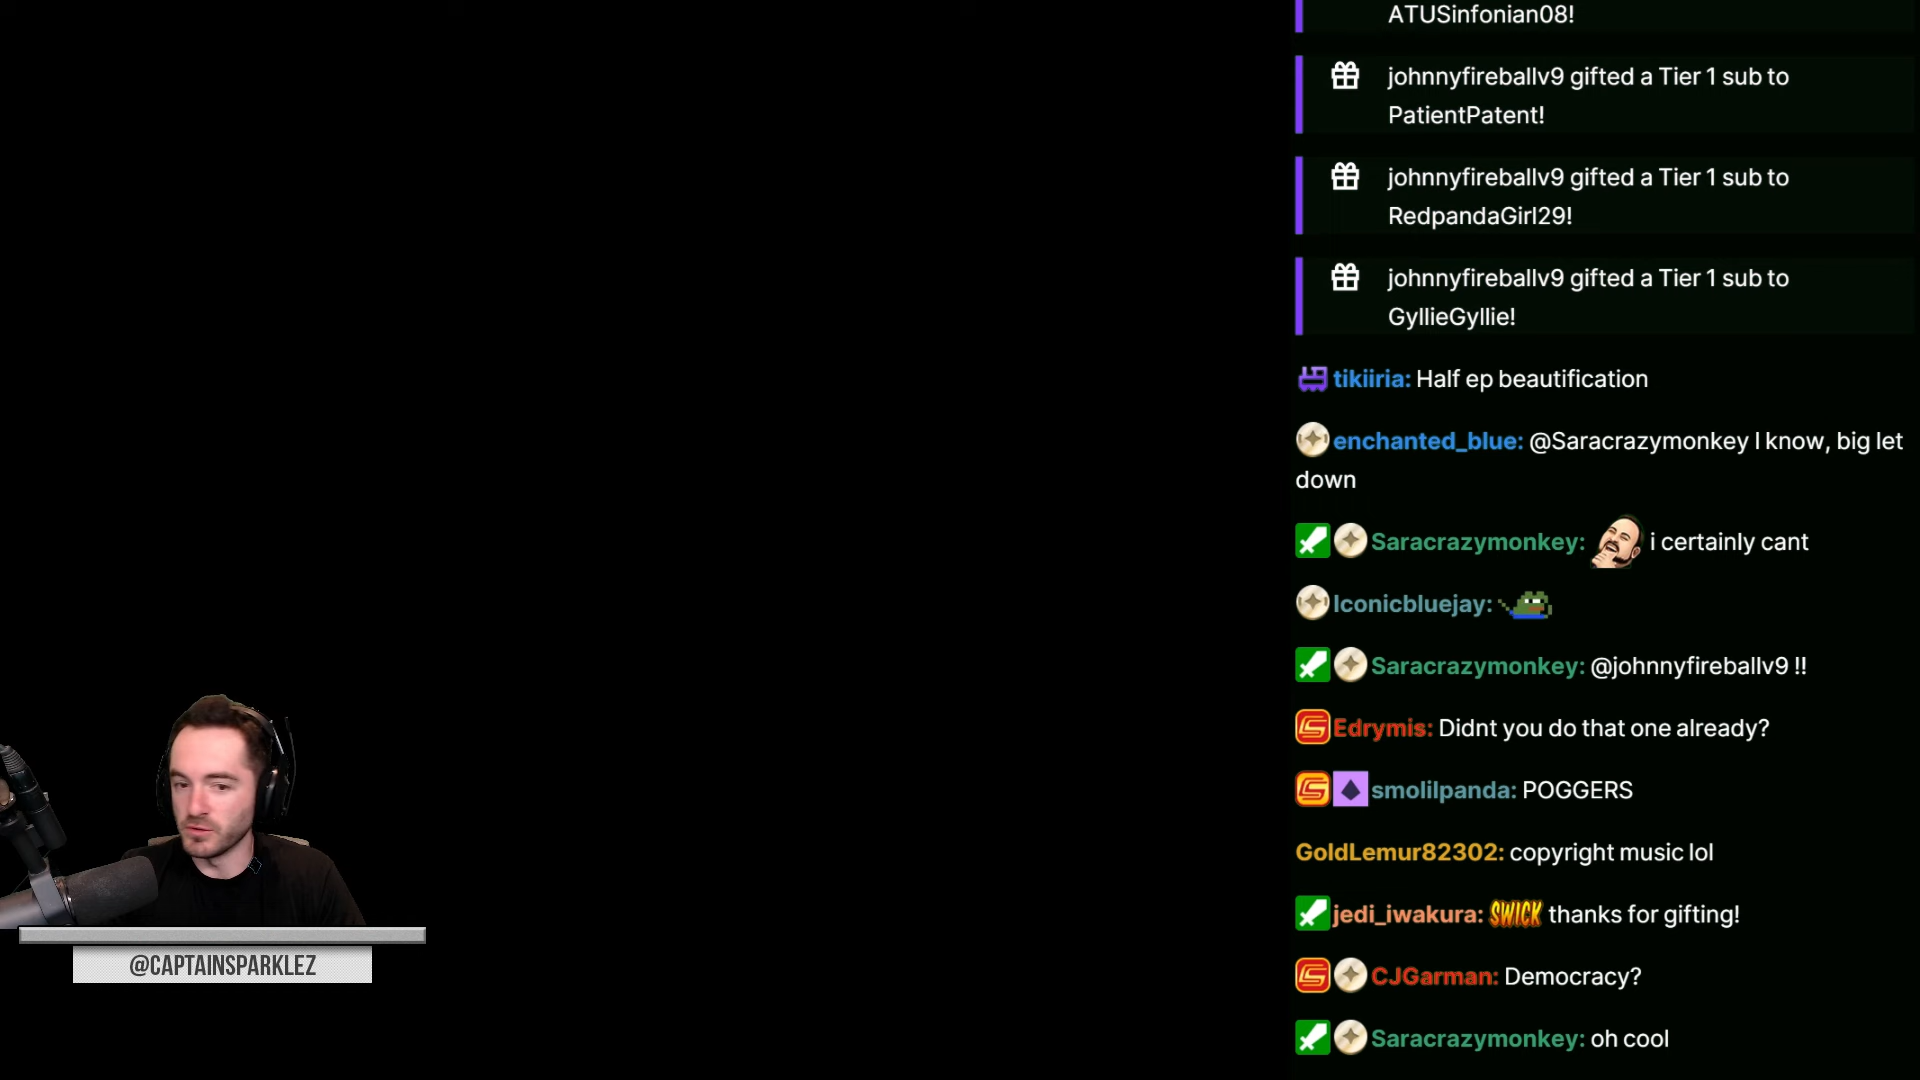 ATUSinfonian08!
johnnyfireballv9 gifted a Tier 1 sub to
PatientPatent!
johnnyfireballv9 gifted a Tier 1 sub to
RedpandaGirl29!
johnnyfireballv9 gifted a Tier 1 sub to
GyllieGyllie!
tikiiria: Half ep beautification
enchanted_blue: @Saracrazymonkey I know, big let
down
Saracrazymonkey: i certainly cant
Iconicbluejay:
Saracrazymonkey: @johnnyfireballv9 !!
Edrymis: Didnt you do that one already?
smolilpanda: POGGERS
GoldLemur82302: copyright music lol
jedi_iwakura: SWICK thanks for gifting!
CJGarman: Democracy?
Saracrazymonkey: oh cool
@CAPTAINSPARKLEZ